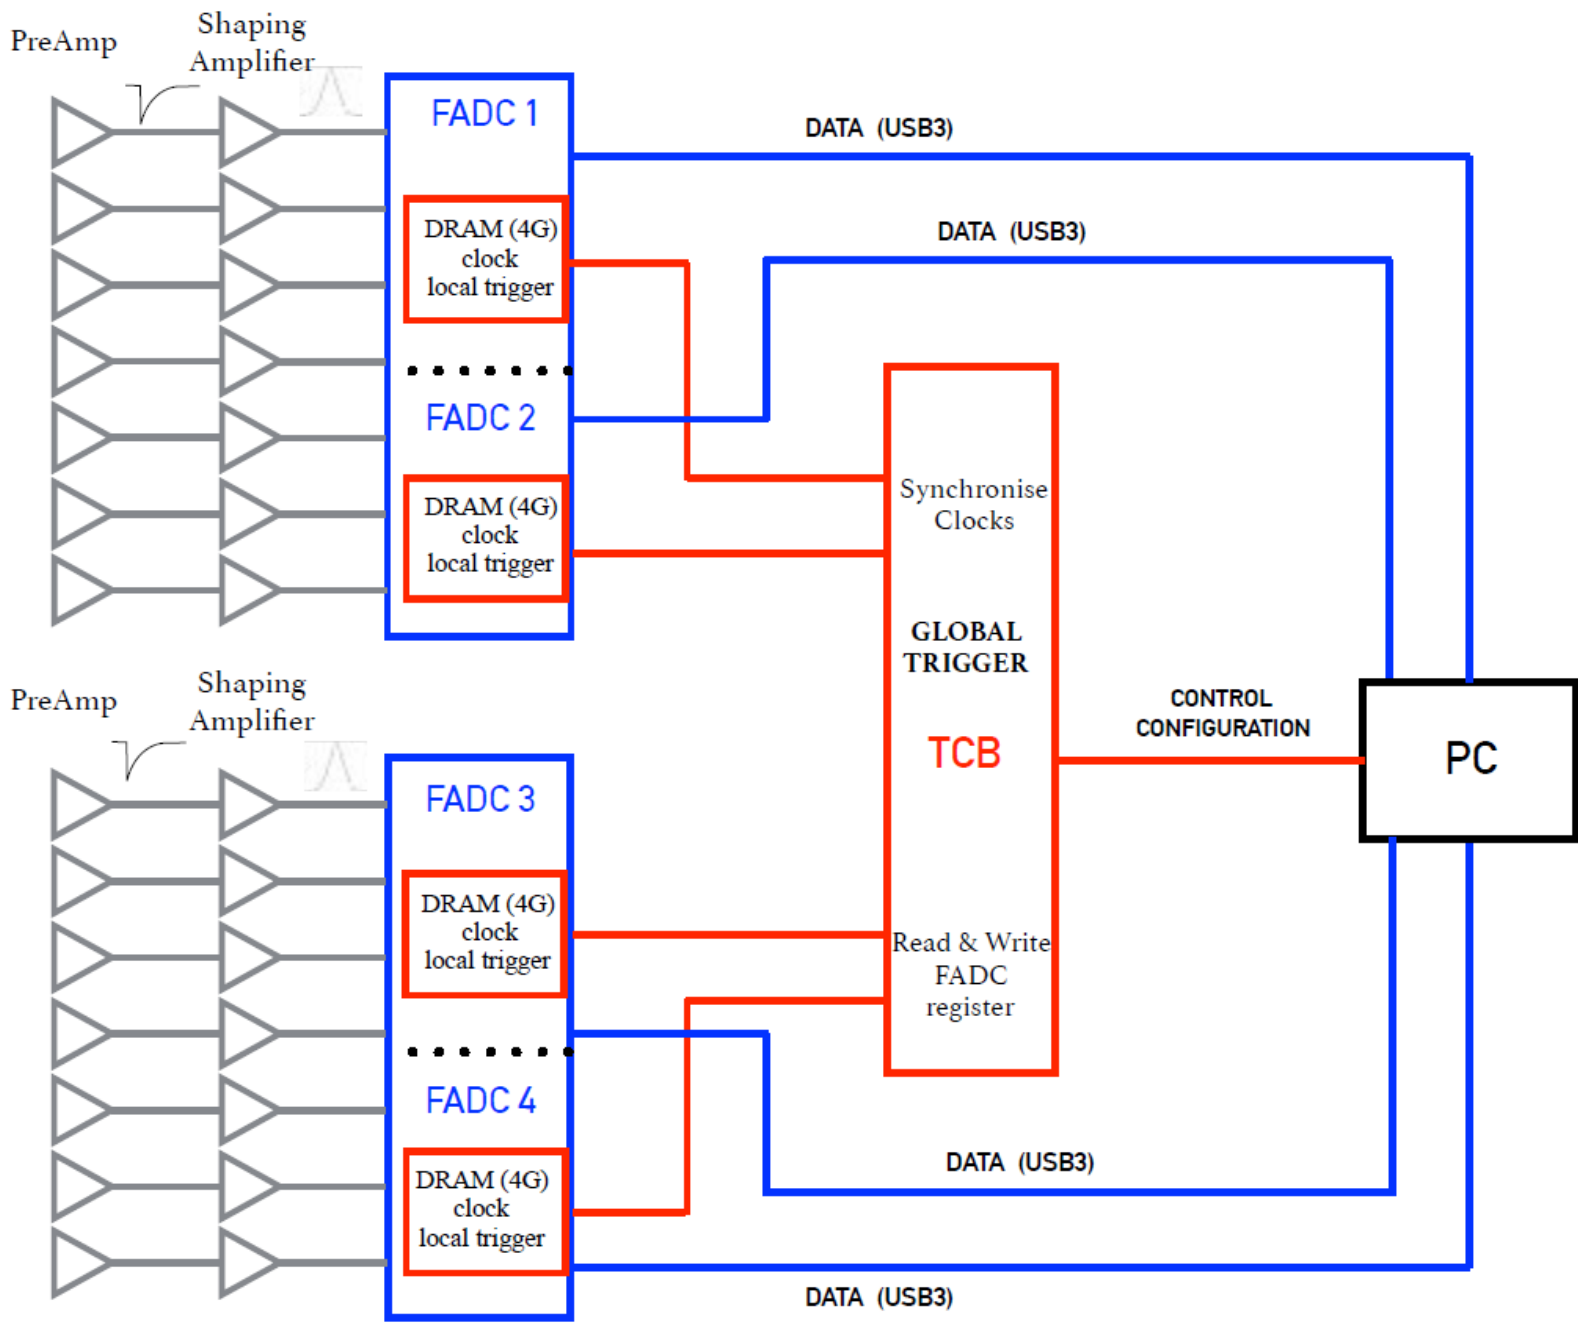 PreAmp
Shaping
Amplifier
FADC 1
DATA (USB3)
DRAM (4G)
clock
local trigger
DATA (USB3)
FADC 2
DRAM (4G)
clock
local trigger
Synchronise
Clocks
GLOBAL
TRIGGER
TCB
Read & Write
FADC
register
CONTROL
CONFIGURATION
PC
PreAmp
Shaping
Amplifier
FADC 3
DRAM (4G)
clock
local trigger
FADC 4
DRAM (4G)
clock
local trigger
DATA (USB3)
DATA (USB3)